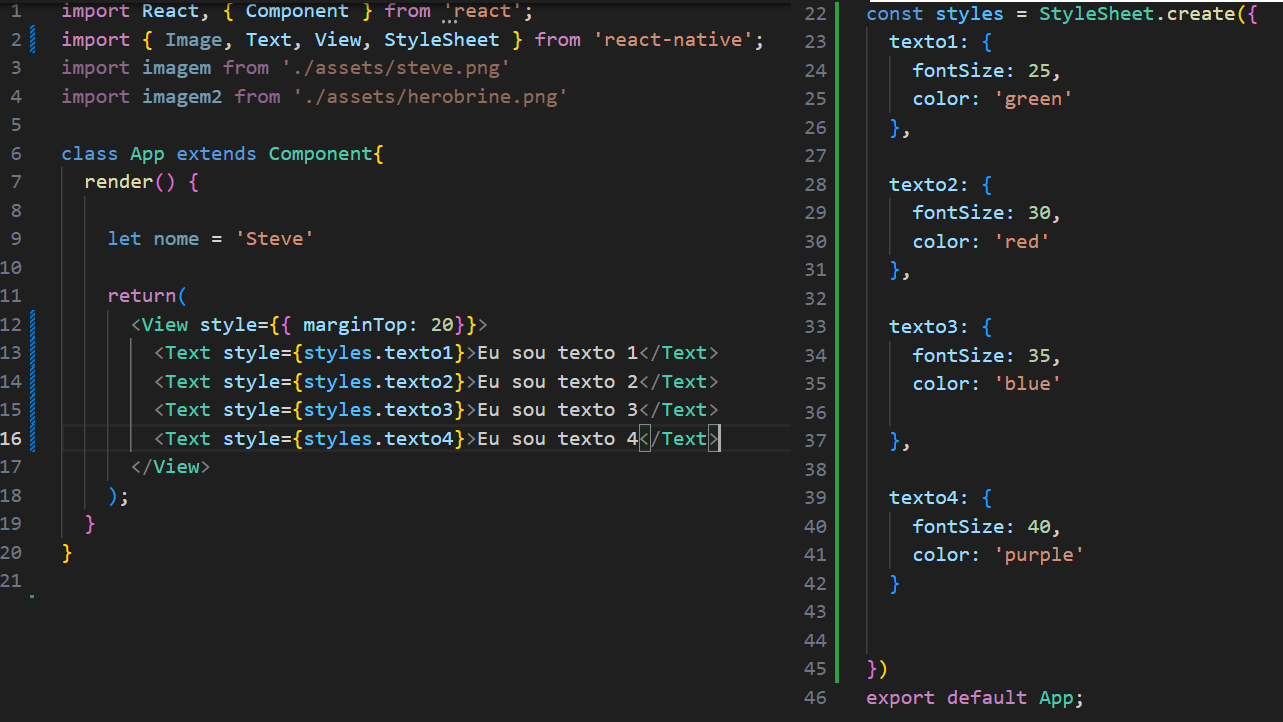 1 import React, { Component } from 'react';
2 import { Image, Text, View, StyleSheet } from 'react-native';
3 import imagem from './assets/steve.png'
4 import imagem2 from './assets/herobrine.png'
5
6 class App extends Component{
7   render() {
8
9     let nome = 'Steve'
10
11     return(
12       <View style={{ marginTop: 20}}>
13         <Text style={styles.texto1}>Eu sou texto 1</Text>
14         <Text style={styles.texto2}>Eu sou texto 2</Text>
15         <Text style={styles.texto3}>Eu sou texto 3</Text>
16         <Text style={styles.texto4}>Eu sou texto 4</Text>
17       </View>
18     );
19   }
20 }
21
22 const styles = StyleSheet.create({
23   texto1: {
24     fontSize: 25,
25     color: 'green'
26   },
27
28   texto2: {
29     fontSize: 30,
30     color: 'red'
31   },
32
33   texto3: {
34     fontSize: 35,
35     color: 'blue'
36
37   },
38
39   texto4: {
40     fontSize: 40,
41     color: 'purple'
42   }
43
44
45 })
46 export default App;